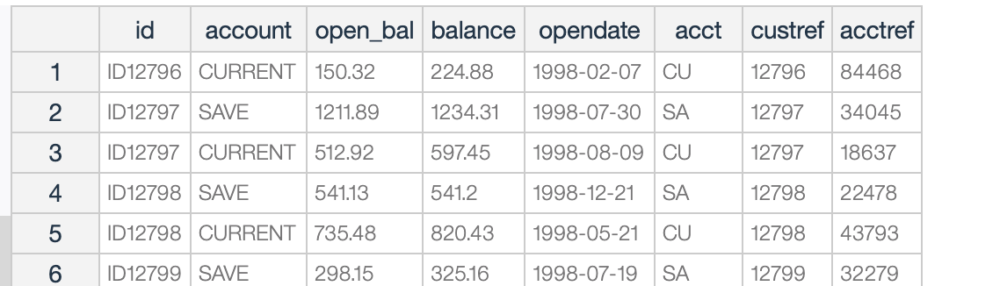 id account open_bal balance opendate acct custref acctref
1 ID12796 CURRENT 150.32 224.88 1998-02-07 CU 12796 84468
2 ID12797 SAVE 1211.89 1234.31 1998-07-30 SA 12797 34045
3 ID12797 CURRENT 512.92 597.45 1998-08-09 CU 12797 18637
4 ID12798 SAVE 541.13 541.2 1998-12-21 SA 12798 22478
5 ID12798 CURRENT 735.48 820.43 1998-05-21 CU 12798 43793
6 ID12799 SAVE 298.15 325.16 1998-07-19 SA 12799 32279